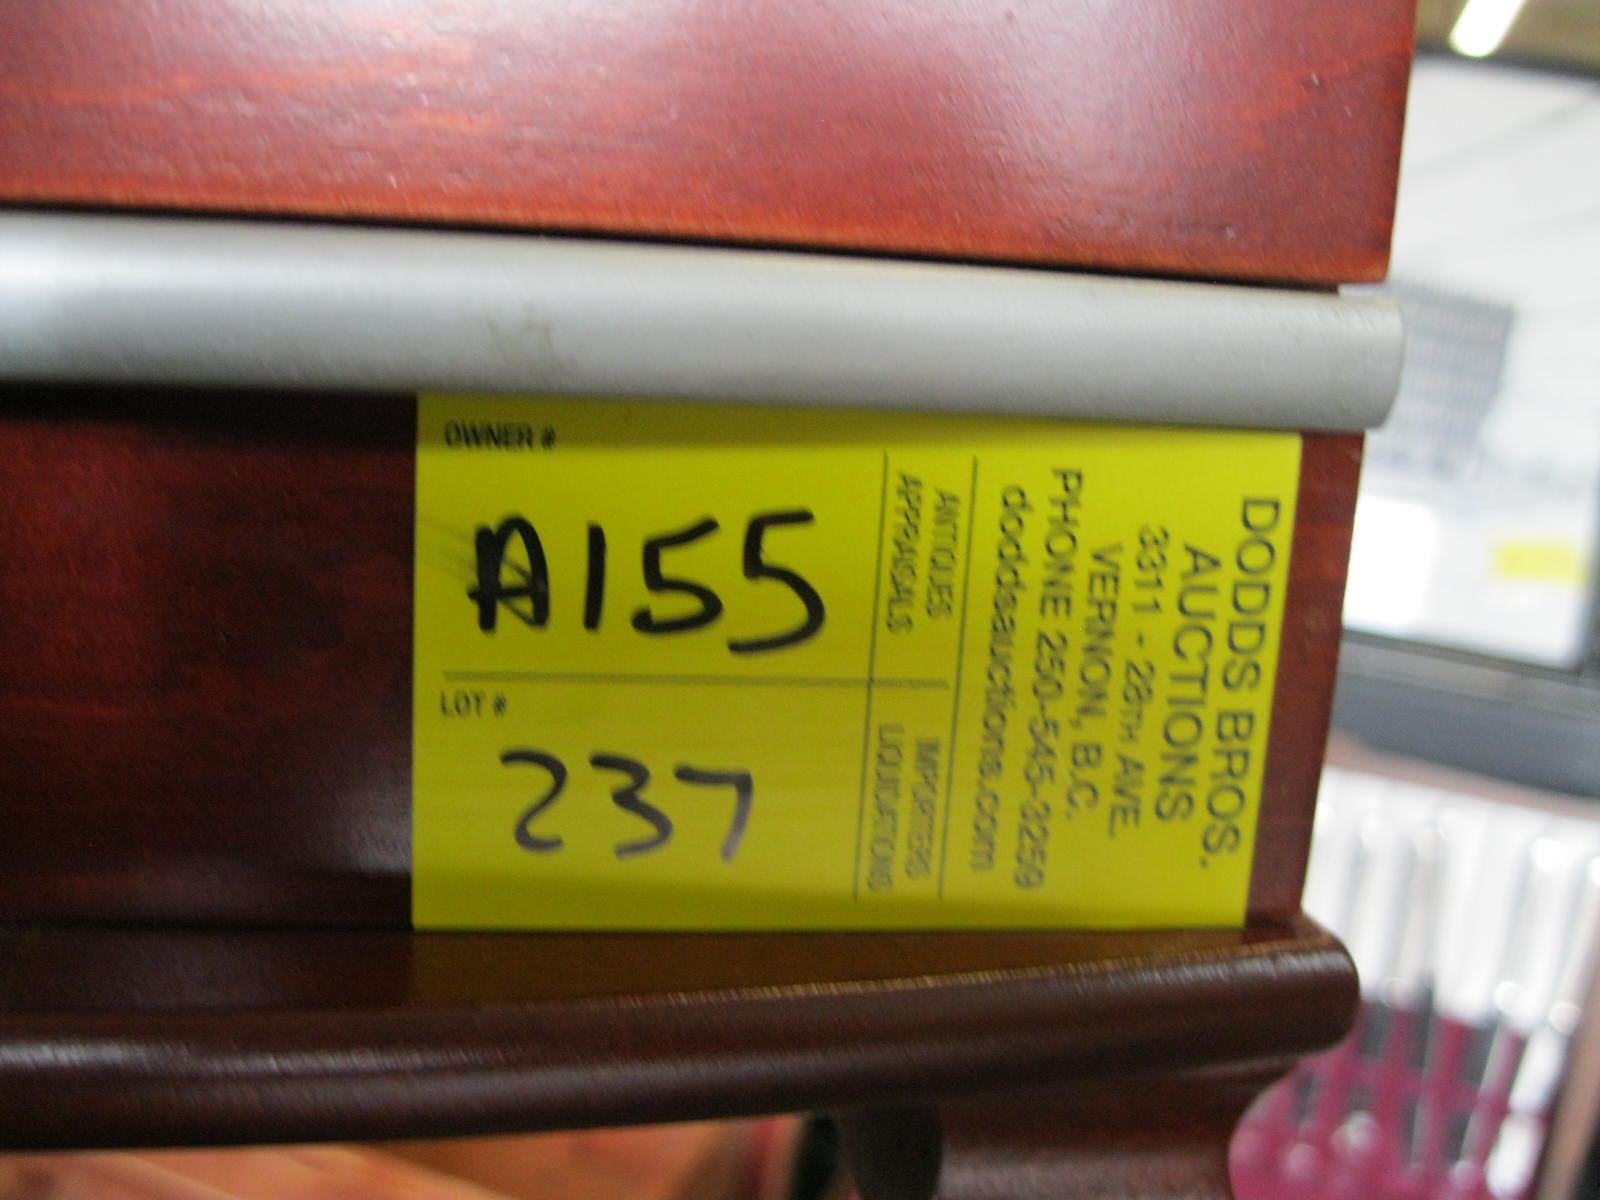 OWNER #
A155
LOT #
237
DODDS BROS.
AUCTIONS
3311 - 28TH AVE.
VERNON, B.C.
PHONE 250-545-3259
doddsauctions.com
ANTIQUES
APPRAISALS
IMPORTERS
LIQUIDATIONS